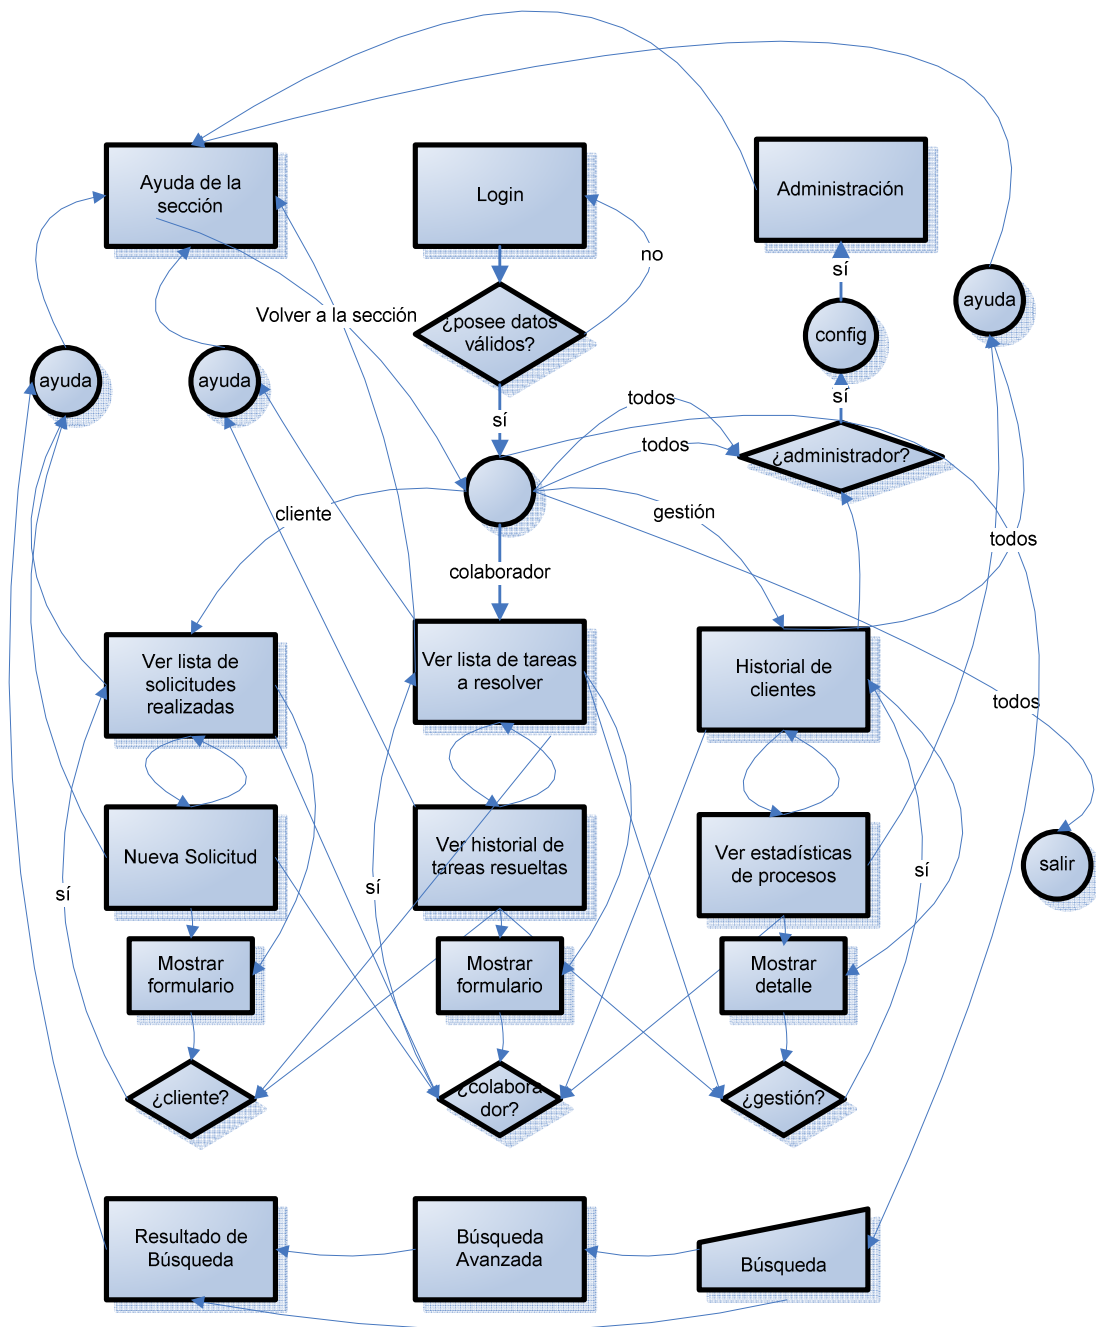 Ayuda de la
sección
Login
Administración
no
sí
ayuda
Volver a la sección
¿posee datos
válidos?
config
ayuda
ayuda
sí
sí
todos
todos
¿administrador?
cliente
gestión
todos
colaborador
Ver lista de
solicitudes
realizadas
Ver lista de tareas
a resolver
Historial de
clientes
todos
Nueva Solicitud
Ver historial de
tareas resueltas
Ver estadísticas
de procesos
salir
sí
sí
sí
Mostrar
formulario
Mostrar
formulario
Mostrar
detalle
¿cliente?
¿colabora
dor?
¿gestión?
Resultado de
Búsqueda
Búsqueda
Avanzada
Búsqueda